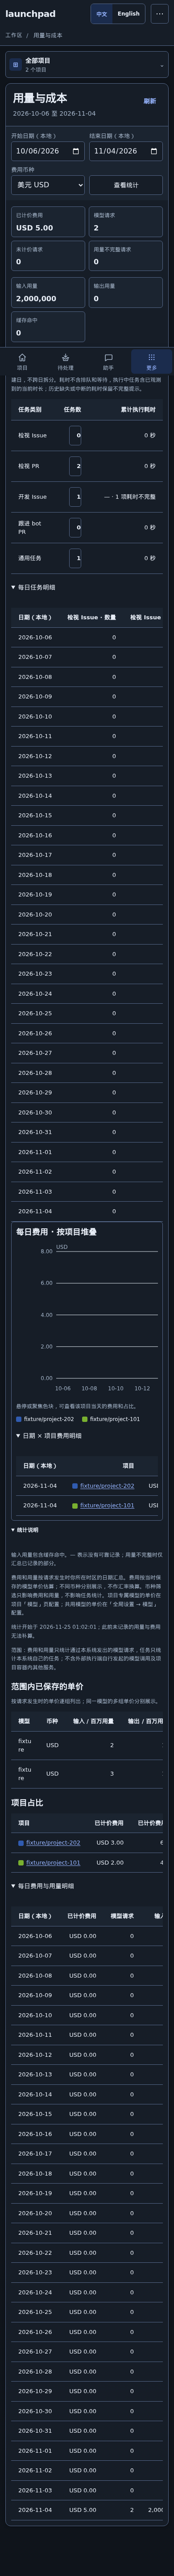 launchpad
中文
English
工作区 / 用量与成本
全部项目
2 个项目
用量与成本
刷新
2026-10-06 至 2026-11-04
开始日期（本地）
结束日期（本地）
10/06/2026
11/04/2026
费用币种
美元 USD
查看统计
已计价费用
USD 5.00
模型请求
2
未计价请求
0
用量不完整请求
0
输入用量
2,000,000
输出用量
0
缓存命中
0
项目
待处理
助手
更多
建日，不跨日拆分。耗时不含排队和等待，执行中任务含已观测
的当前时长，历史缺失或中断的耗时保留不完整提示。
任务类别 任务数 累计执行耗时
检视 Issue 0 0 秒
检视 PR 2 0 秒
开发 Issue 1 — · 1 项耗时不完整
跟进 bot PR 0 0 秒
通用任务 1 0 秒
每日任务明细
日期（本地） 检视 Issue · 数量 检视 Issue
2026-10-06 0
2026-10-07 0
2026-10-08 0
2026-10-09 0
2026-10-10 0
2026-10-11 0
2026-10-12 0
2026-10-13 0
2026-10-14 0
2026-10-15 0
2026-10-16 0
2026-10-17 0
2026-10-18 0
2026-10-19 0
2026-10-20 0
2026-10-21 0
2026-10-22 0
2026-10-23 0
2026-10-24 0
2026-10-25 0
2026-10-26 0
2026-10-27 0
2026-10-28 0
2026-10-29 0
2026-10-30 0
2026-10-31 0
2026-11-01 0
2026-11-02 0
2026-11-03 0
2026-11-04 0
每日费用 · 按项目堆叠
USD
8.00
6.00
4.00
2.00
0.00
10-06 10-08 10-10 10-12
悬停或聚焦色块，可查看该项目当天的费用和占比。
fixture/project-202 fixture/project-101
日期 × 项目费用明细
日期（本地） 项目
2026-11-04 fixture/project-202 USD
2026-11-04 fixture/project-101 USD
统计说明
输入用量包含缓存命中。— 表示没有可靠记录；用量不完整时仅
汇总已记录的部分。
费用和用量按请求发生时你所在时区的日期汇总。费用按当时保
存的模型单价估算；不同币种分别展示，不作汇率换算。币种筛
选只影响费用和图表，不影响任务统计。项目专属模型的单价在
项目「模型」页配置；共用模型的单价在「全局设置 → 模型」
配置。
统计开始于 2026-11-25 01:02:01；此前未记录的用量与费用
无法补算。
范围：费用和用量只统计通过本系统发出的模型请求，任务只统
计本系统自己的任务；不含外部执行端自行发起的模型调用及项
目容器内其他服务。
范围内已保存的单价
按请求发生时的单价速组列出；同一模型的多组单价分别展示。
模型 币种 输入 / 百万用量 输出 / 百万用
fixtu
re USD 2
fixtu
re USD 3
项目占比
项目 已计价费用 已计价费
fixture/project-202 USD 3.00 6
fixture/project-101 USD 2.00 4
每日费用与用量明细
日期（本地） 已计价费用 模型请求 输入
2026-10-06 USD 0.00 0
2026-10-07 USD 0.00 0
2026-10-08 USD 0.00 0
2026-10-09 USD 0.00 0
2026-10-10 USD 0.00 0
2026-10-11 USD 0.00 0
2026-10-12 USD 0.00 0
2026-10-13 USD 0.00 0
2026-10-14 USD 0.00 0
2026-10-15 USD 0.00 0
2026-10-16 USD 0.00 0
2026-10-17 USD 0.00 0
2026-10-18 USD 0.00 0
2026-10-19 USD 0.00 0
2026-10-20 USD 0.00 0
2026-10-21 USD 0.00 0
2026-10-22 USD 0.00 0
2026-10-23 USD 0.00 0
2026-10-24 USD 0.00 0
2026-10-25 USD 0.00 0
2026-10-26 USD 0.00 0
2026-10-27 USD 0.00 0
2026-10-28 USD 0.00 0
2026-10-29 USD 0.00 0
2026-10-30 USD 0.00 0
2026-10-31 USD 0.00 0
2026-11-01 USD 0.00 0
2026-11-02 USD 0.00 0
2026-11-03 USD 0.00 0
2026-11-04 USD 5.00 2 2,000